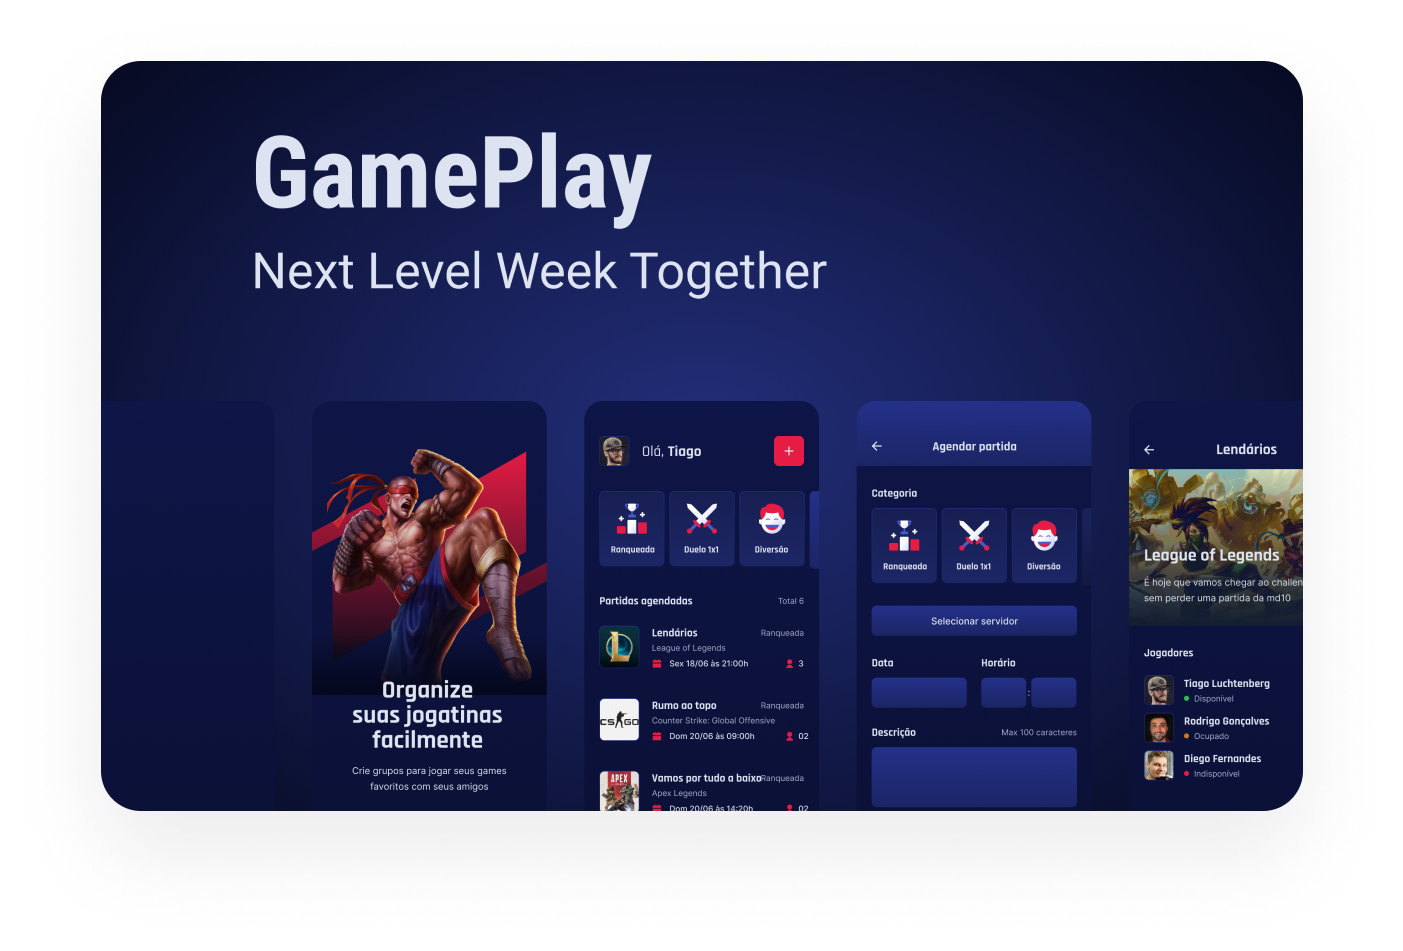 GamePlay
Next Level Week Together
Organize
suas jogatinas
facilmente
Crie grupos para jogar seus games
favoritos com seus amigos
Olá, Tiago
+
Ranqueada
Duelo 1x1
Diversão
Partidas agendadas
Total 6
Lendários
Ranqueada
League of Legends
Sex 18/06 às 21:00h
3
CS GO
Rumo ao topo
Ranqueada
Counter Strike: Global Offensive
Dom 20/06 às 09:00h
02
APEX
Vamos por tudo a baixo
Ranqueada
Apex Legends
Dom 20/06 às 14:20h
02
Agendar partida
Categoria
Ranqueada
Duelo 1x1
Diversão
Selecionar servidor
Data
Horário
:
Descrição
Max 100 caracteres
Lendários
League of Legends
É hoje que vamos chegar ao challen
sem perder uma partida da md10
Jogadores
Tiago Luchtenberg
Disponível
Rodrigo Gonçalves
Ocupado
Diego Fernandes
Indisponível